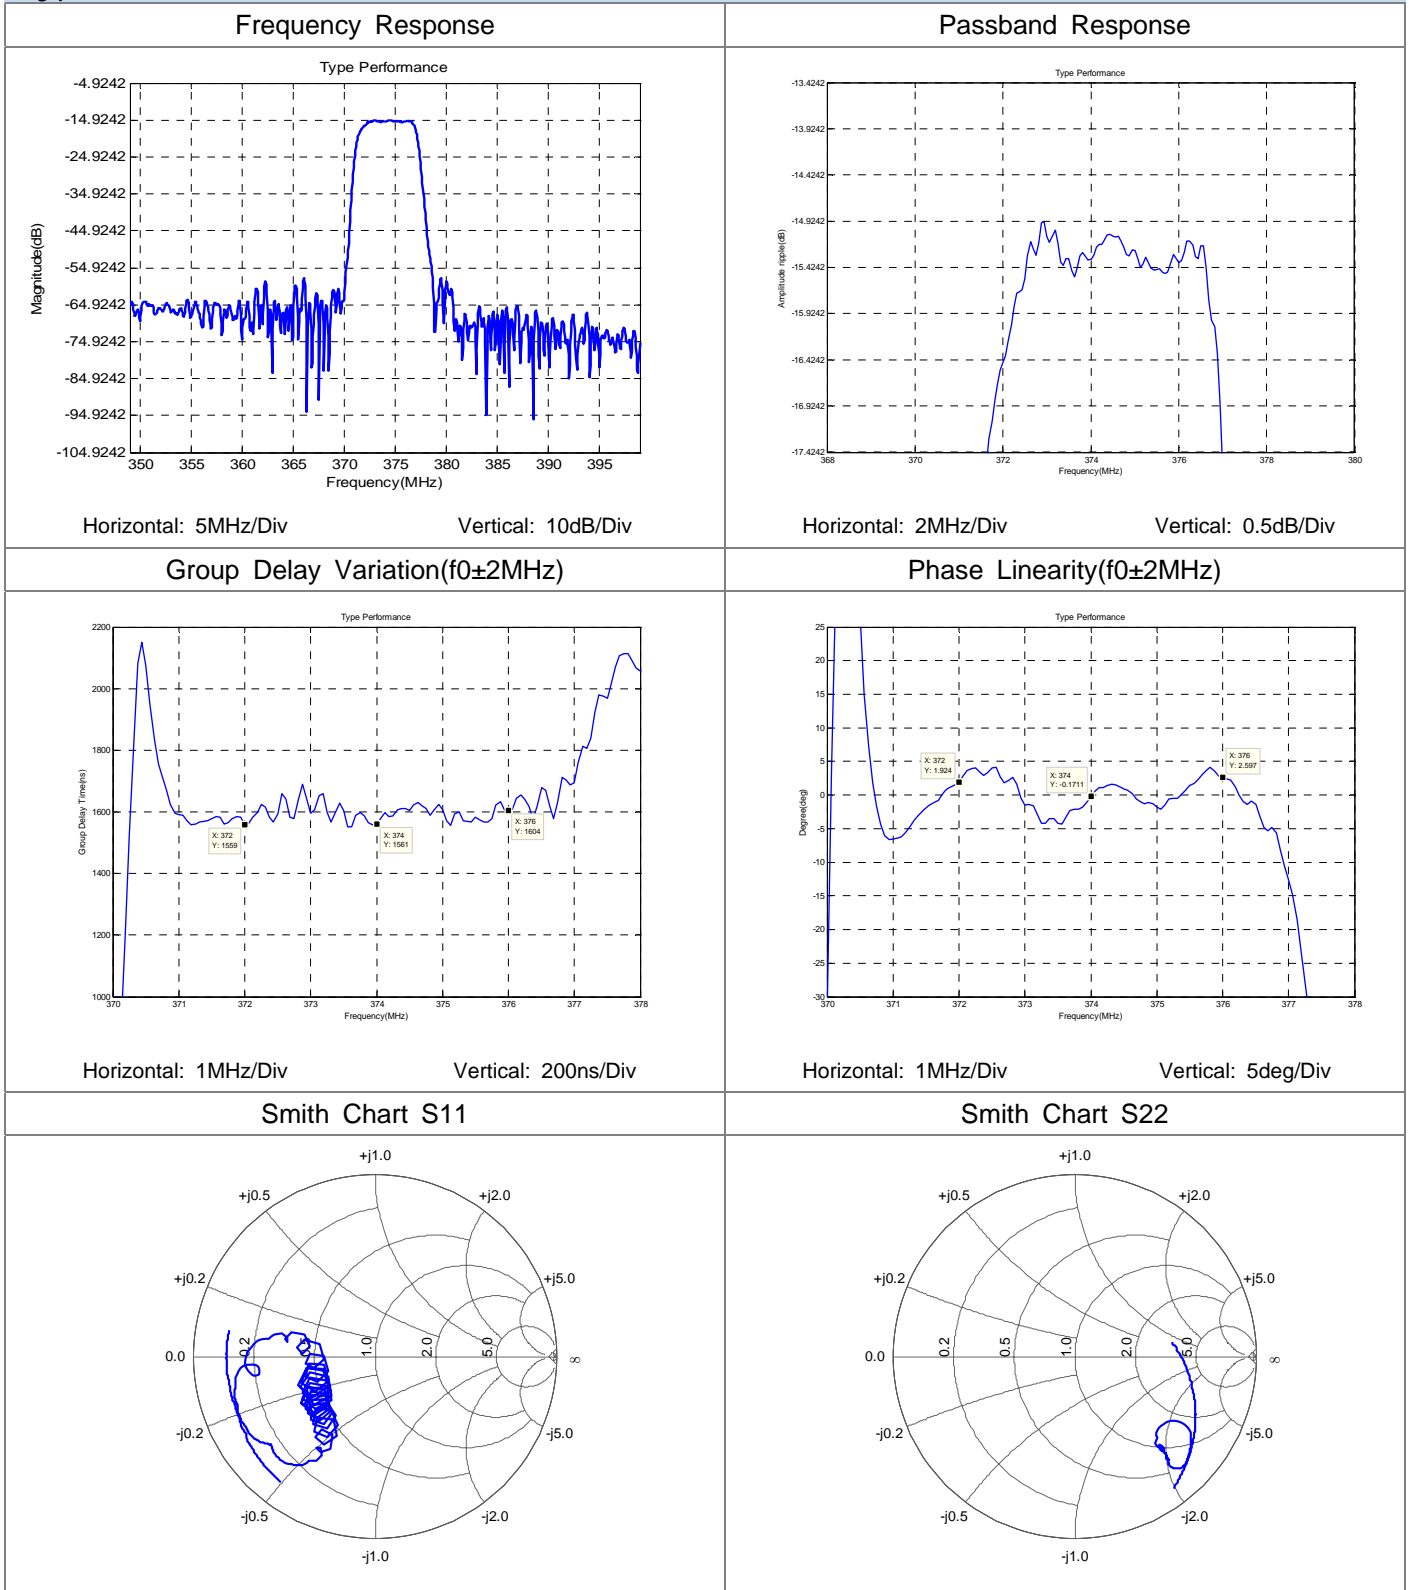 Frequency Response
Passband Response
Type Performance
-4.9242
-14.9242
-24.9242
-34.9242
-44.9242
-54.9242
-64.9242
-74.9242
-84.9242
-94.9242
-104.9242
Magnitude(dB)
350 355 360 365 370 375 380 385 390 395
Frequency(MHz)
Horizontal: 5MHz/Div Vertical: 10dB/Div
Type Performance
-13.4242
-13.9242
-14.4242
-14.9242
-15.4242
-15.9242
-16.4242
-16.9242
-17.4242
Amplitude ripple(dB)
368 370 372 374 376 378 380
Frequency(MHz)
Horizontal: 2MHz/Div Vertical: 0.5dB/Div
Group Delay Variation(f0±2MHz)
Phase Linearity(f0±2MHz)
Type Performance
2200
2000
1800
1600
1400
1200
1000
Group Delay Time(ns)
X: 372
Y: 1559
X: 374
Y: 1561
X: 376
Y: 1604
370 371 372 373 374 375 376 377 378
Frequency(MHz)
Horizontal: 1MHz/Div Vertical: 200ns/Div
Type Performance
25
20
15
10
5
0
-5
-10
-15
-20
-25
-30
Degree(deg)
X: 372
Y: 1.924
X: 374
Y: -0.1711
X: 376
Y: 2.597
370 371 372 373 374 375 376 377 378
Frequency(MHz)
Horizontal: 1MHz/Div Vertical: 5deg/Div
Smith Chart S11
Smith Chart S22
+j1.0
+j0.5 +j2.0
+j0.2 +j5.0
0.0 0.2 0.5 1.0 2.0 5.0 ∞
-j0.2 -j5.0
-j0.5 -j2.0
-j1.0
+j1.0
+j0.5 +j2.0
+j0.2 +j5.0
0.0 0.2 0.5 1.0 2.0 5.0 ∞
-j0.2 -j5.0
-j0.5 -j2.0
-j1.0